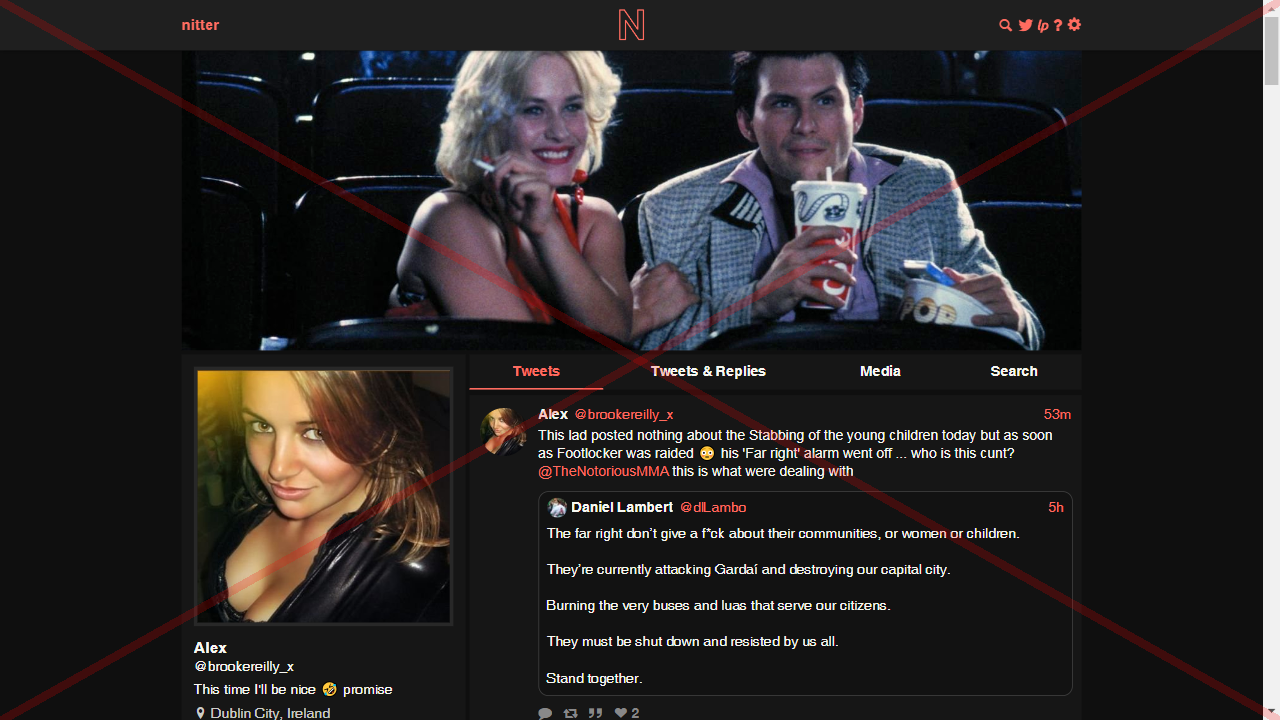 nitter
N
lp ?
POP
Tweets
Tweets & Replies
Media
Search
Alex @brookereilly_x 53m
This lad posted nothing about the Stabbing of the young children today but as soon
as Footlocker was raided 😳 his 'Far right' alarm went off ... who is this cunt?
@TheNotoriousMMA this is what were dealing with
Daniel Lambert @dlLambo 5h
The far right don’t give a f*ck about their communities, or women or children.
They’re currently attacking Gardaí and destroying our capital city.
Burning the very buses and luas that serve our citizens.
They must be shut down and resisted by us all.
Stand together.
2
Alex
@brookereilly_x
This time I'll be nice 🤣 promise
Dublin City, Ireland